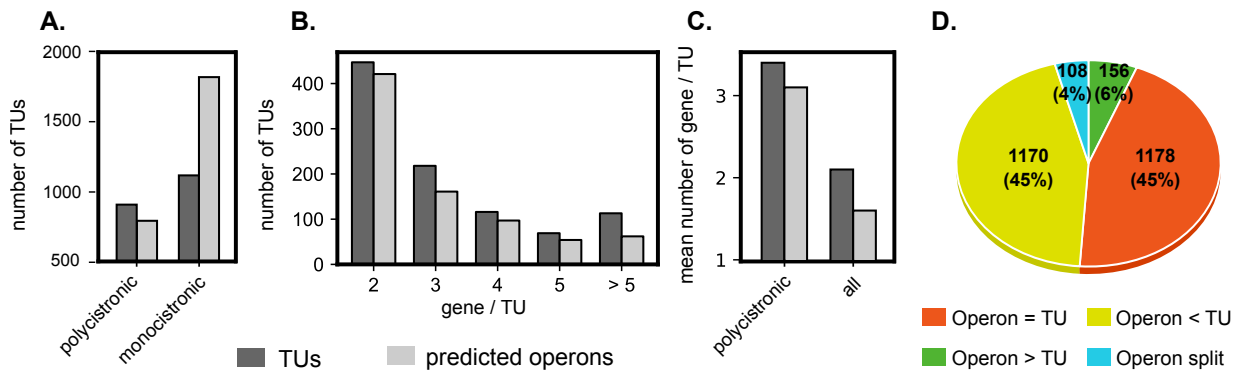 A.
number of TUs
2000
1500
1000
500
polycistronic
monocistronic
B.
number of TUs
400
300
200
100
0
2
3
4
5
> 5
gene / TU
C.
mean number of gene / TU
3
2
1
polycistronic
all
TUs
predicted operons
D.
108
(4%)
156
(6%)
1170
(45%)
1178
(45%)
Operon = TU
Operon < TU
Operon > TU
Operon split